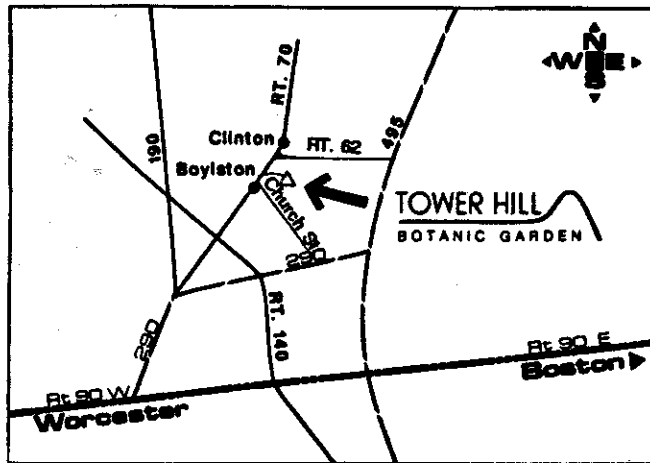 N
W E
S
RT. 70
190
Clinton
RT. 62
495
Boylston
Church St
TOWER HILL
BOTANIC GARDEN
290
290
RT. 140
Rt 90 W
Rt 90 E
Boston
Worcester